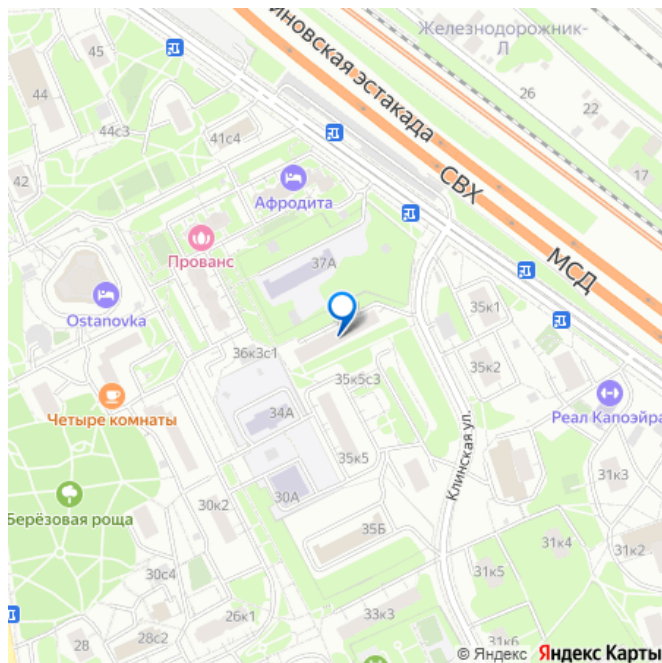 иновская эстакада
Железнодорожник-
Л
45
44
26
22
44с3
41с4
17
42
СВХ
Афродита
МСД
Прованс
37А
Ostanovka
35к1
36к3с1
35к2
35к5с3
Четыре комнаты
34А
Реал Капоэйра
Клинская ул.
35к5
31к3
30А
Берёзовая роща
30к2
35Б
31к4
31к2
30с4
31к5
26к1
33к3
28
28с2
31к6
© Яндекс Яндекс Карты